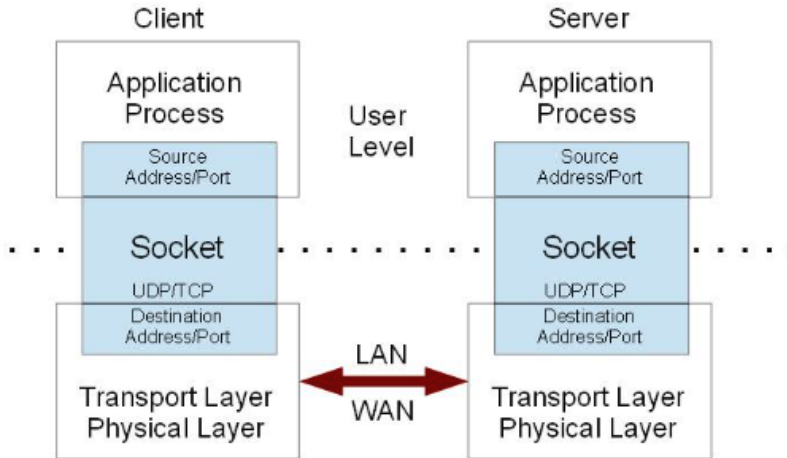 Client
Server
Application
Process
Source
Address/Port
Socket
UDP/TCP
Destination
Address/Port
Transport Layer
Physical Layer
User
Level
LAN
WAN
Application
Process
Source
Address/Port
Socket
UDP/TCP
Destination
Address/Port
Transport Layer
Physical Layer